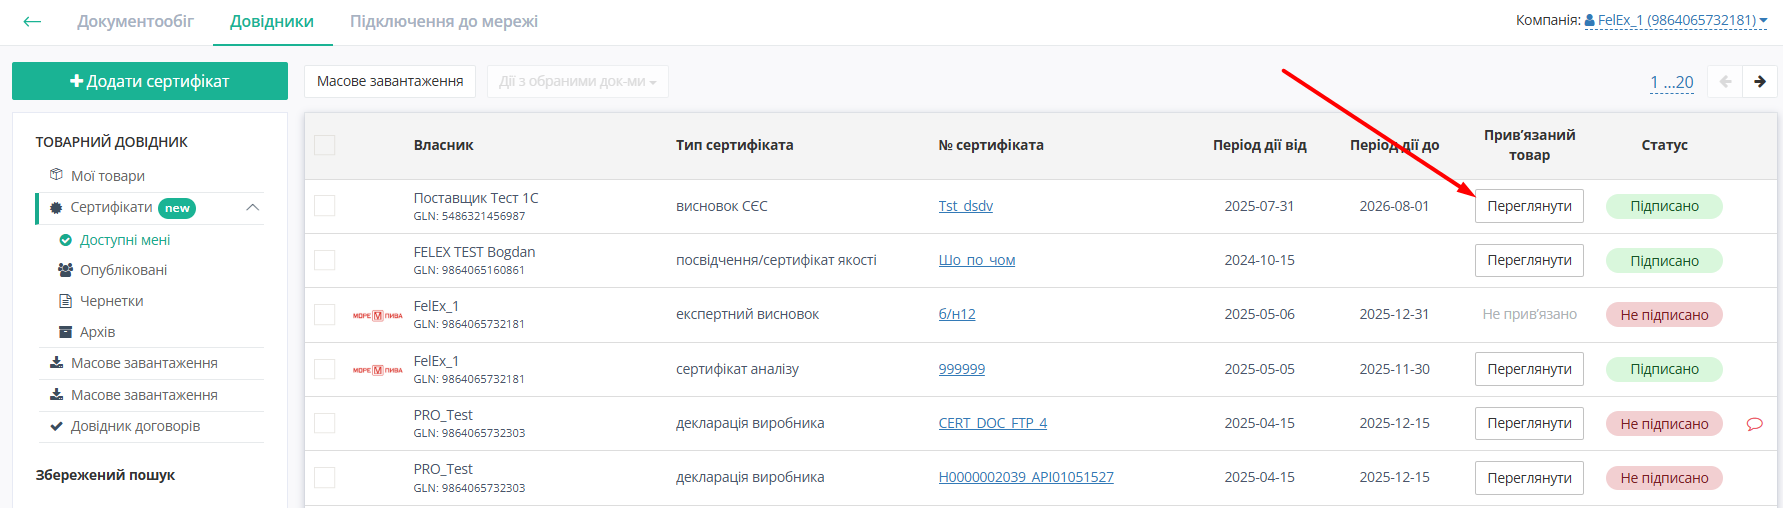 Документообіг Довідники Підключення до мережі Компанія: FelEx_1 (9864065732181)
Додати сертифікат
Масове завантаження Дії з обраними док-ми 1 ...20
ТОВАРНИЙ ДОВІДНИК
Мої товари
Сертифікати new
Доступні мені
Опубліковані
Чернетки
Архів
Масове завантаження
Масове завантаження
Довідник договорів
Збережений пошук
Власник Тип сертифіката № сертифіката Період дії від Період дії до Прив'язаний товар Статус
Поставщик Тест 1С висновок СЄС Tst_dsdv 2025-07-31 2026-08-01 Переглянути Підписано
GLN: 5486321456987
FELEX TEST Bogdan посвідчення/сертифікат якості Шо_по_чом 2024-10-15 Переглянути Підписано
GLN: 9864065160861
МОРЕ М ПИВА FelEx_1 експертний висновок б/н12 2025-05-06 2025-12-31 Не прив'язано Не підписано
GLN: 9864065732181
МОРЕ М ПИВА FelEx_1 сертифікат аналізу 999999 2025-05-05 2025-11-30 Переглянути Підписано
GLN: 9864065732181
PRO_Test декларація виробника CERT_DOC_FTP_4 2025-04-15 2025-12-15 Переглянути Не підписано
GLN: 9864065732303
PRO_Test декларація виробника H0000002039_API01051527 2025-04-15 2025-12-15 Переглянути Не підписано
GLN: 9864065732303